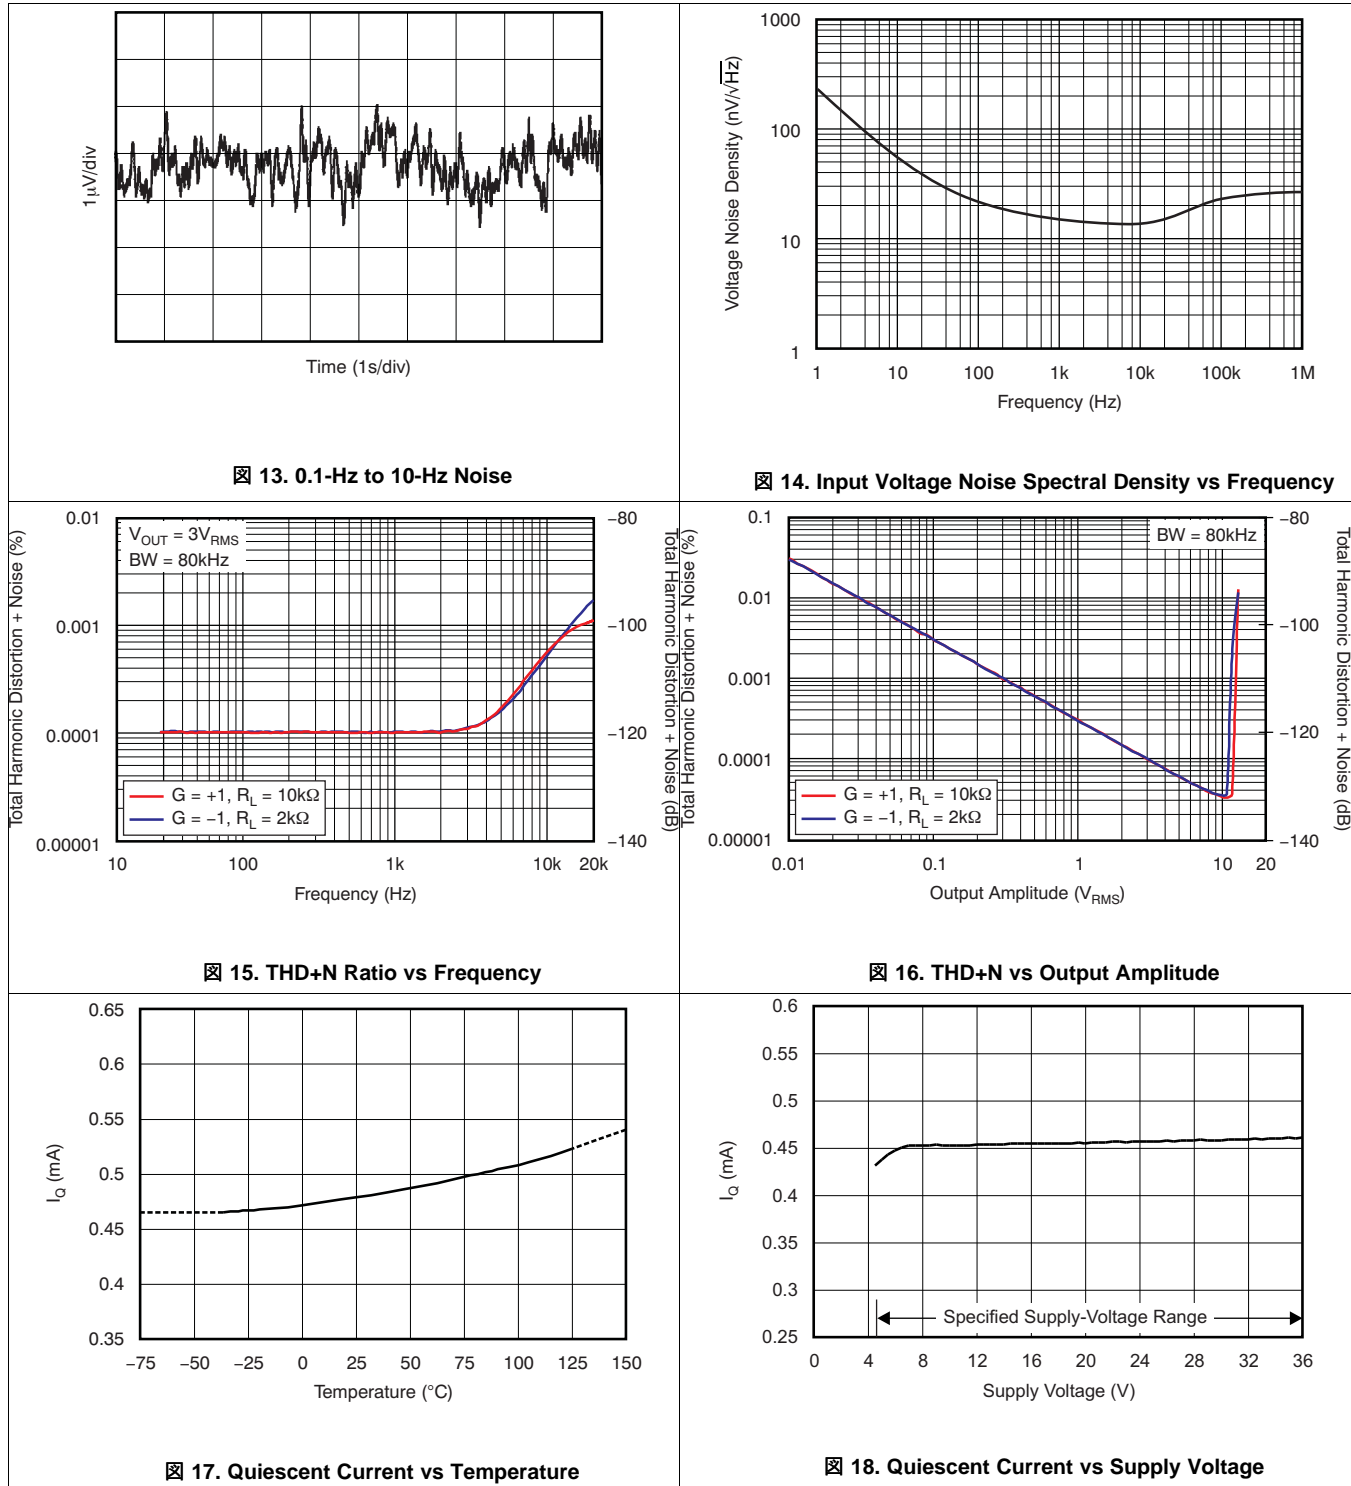 1μV/div
Time (1s/div)
図 13. 0.1-Hz to 10-Hz Noise
1000
100
10
1
Voltage Noise Density (nV/√Hz)
1 10 100 1k 10k 100k 1M
Frequency (Hz)
図 14. Input Voltage Noise Spectral Density vs Frequency
Total Harmonic Distortion + Noise (%)
0.01
0.001
0.0001
0.00001
VOUT = 3VRMS
BW = 80kHz
G = +1, RL = 10kΩ
G = −1, RL = 2kΩ
−80
−100
−120
−140
Total Harmonic Distortion + Noise (dB)
10 100 1k 10k 20k
Frequency (Hz)
図 15. THD+N Ratio vs Frequency
Total Harmonic Distortion + Noise (%)
0.1
0.01
0.001
0.0001
0.00001
BW = 80kHz
G = +1, RL = 10kΩ
G = −1, RL = 2kΩ
−80
−100
−120
−140
Total Harmonic Distortion + Noise (dB)
0.01 0.1 1 10 20
Output Amplitude (VRMS)
図 16. THD+N vs Output Amplitude
0.65
0.6
0.55
0.5
0.45
0.4
0.35
IQ (mA)
−75 −50 −25 0 25 50 75 100 125 150
Temperature (°C)
図 17. Quiescent Current vs Temperature
0.6
0.55
0.5
0.45
0.4
0.35
0.3
0.25
IQ (mA)
Specified Supply-Voltage Range
0 4 8 12 16 20 24 28 32 36
Supply Voltage (V)
図 18. Quiescent Current vs Supply Voltage